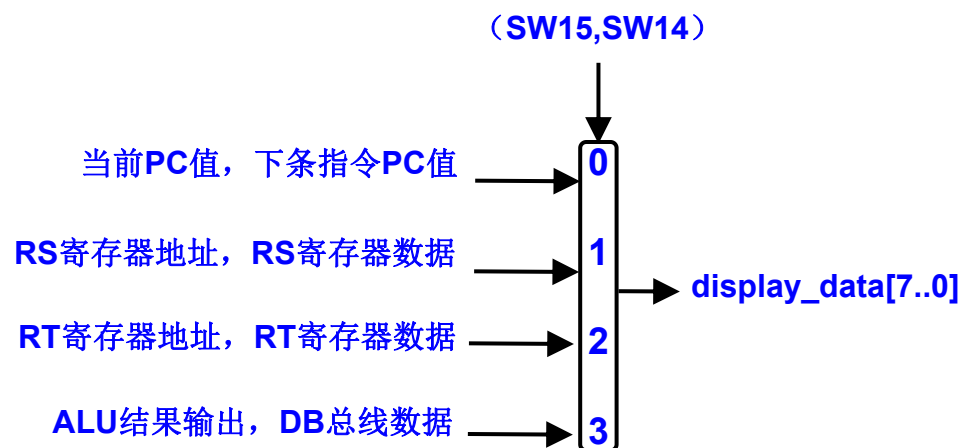 （SW15,SW14）
当前PC值，下条指令PC值
0
RS寄存器地址，RS寄存器数据
1
display_data[7..0]
RT寄存器地址，RT寄存器数据
2
ALU结果输出，DB总线数据
3